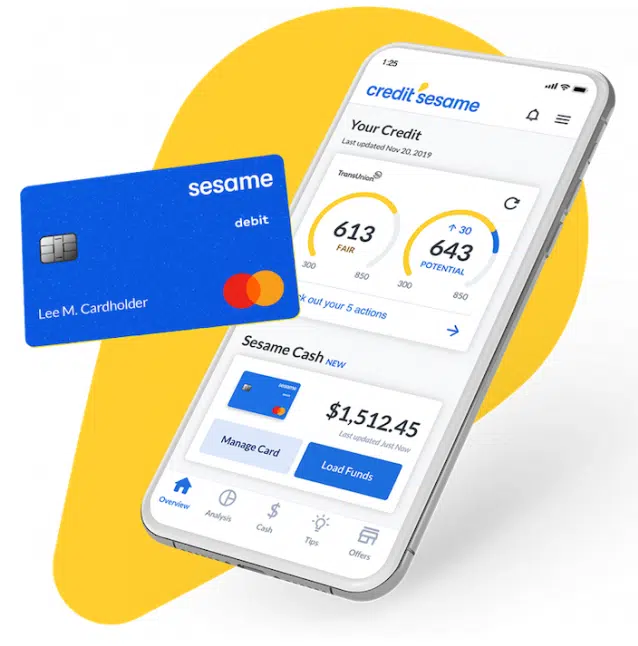 sesame
debit
Lee M. Cardholder
1:25
credit sesame
Your Credit
Last updated Nov 20, 2019
TransUnion
613
FAIR
300
850
↑ 30
643
POTENTIAL
300
850
ck out your 5 actions
Sesame Cash NEW
sesame
$1,512.45
Last updated Just Now
Manage Card
Load Funds
Overview
Analysis
Cash
Tips
Offers